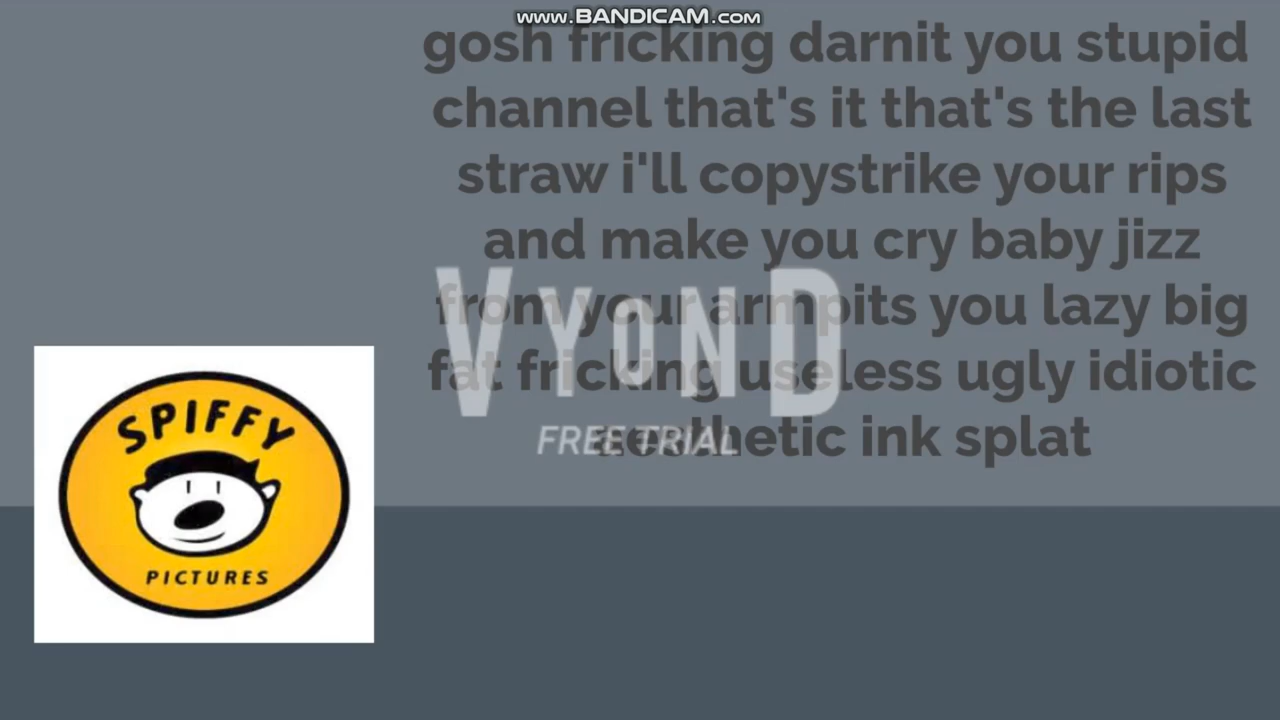 www.BANDICAM.com
gosh fricking darnit you stupid
channel that's it that's the last
straw i'll copystrike your rips
and make you cry baby jizz
from your armpits you lazy big
fat fricking useless ugly idiotic
aesthetic ink splat
VYOND
FREE TRIAL
SPIFFY
PICTURES